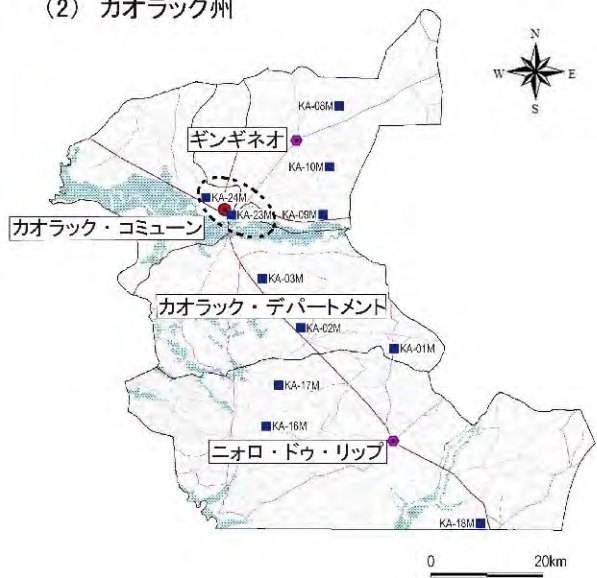 (2) カオラック州
N
W E
S
KA-08M
ギンギネオ
KA-10M
KA-24M
KA-23M
KA-09M
カオラック・コミューン
KA-03M
カオラック・デパートメント
KA-02M
KA-01M
KA-17M
KA-16M
ニォロ・ドゥ・リップ
KA-18M
0 20km